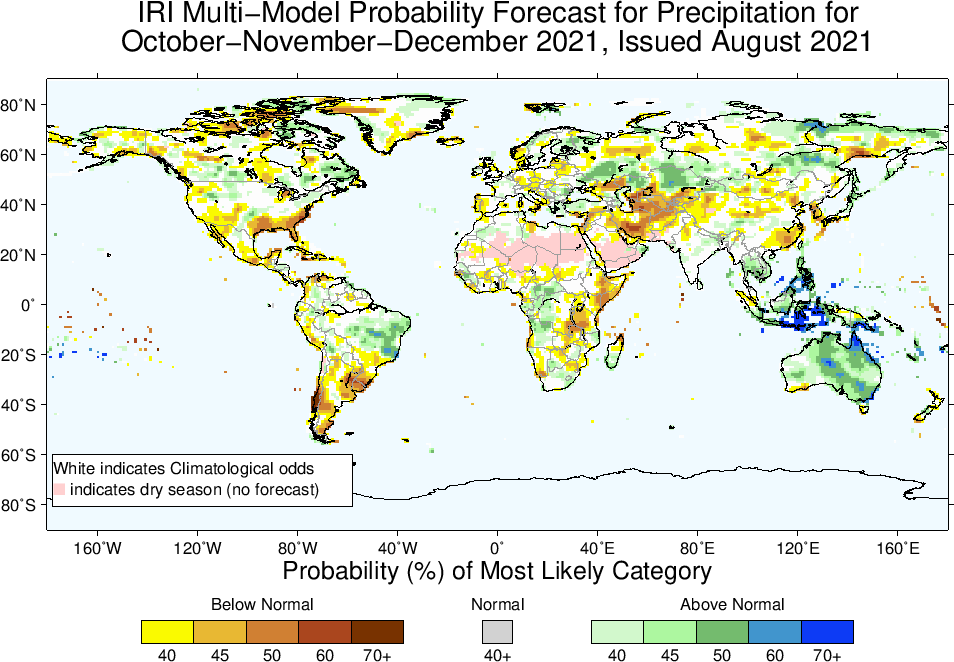 IRI Multi−Model Probability Forecast for Precipitation for
October−November−December 2021, Issued August 2021
80˚N
60˚N
40˚N
20˚N
0˚
20˚S
40˚S
60˚S
80˚S
White indicates Climatological odds
indicates dry season (no forecast)
160˚W 120˚W 80˚W 40˚W 0˚ 40˚E 80˚E 120˚E 160˚E
Probability (%) of Most Likely Category
Below Normal Normal Above Normal
40 45 50 60 70+ 40+ 40 45 50 60 70+